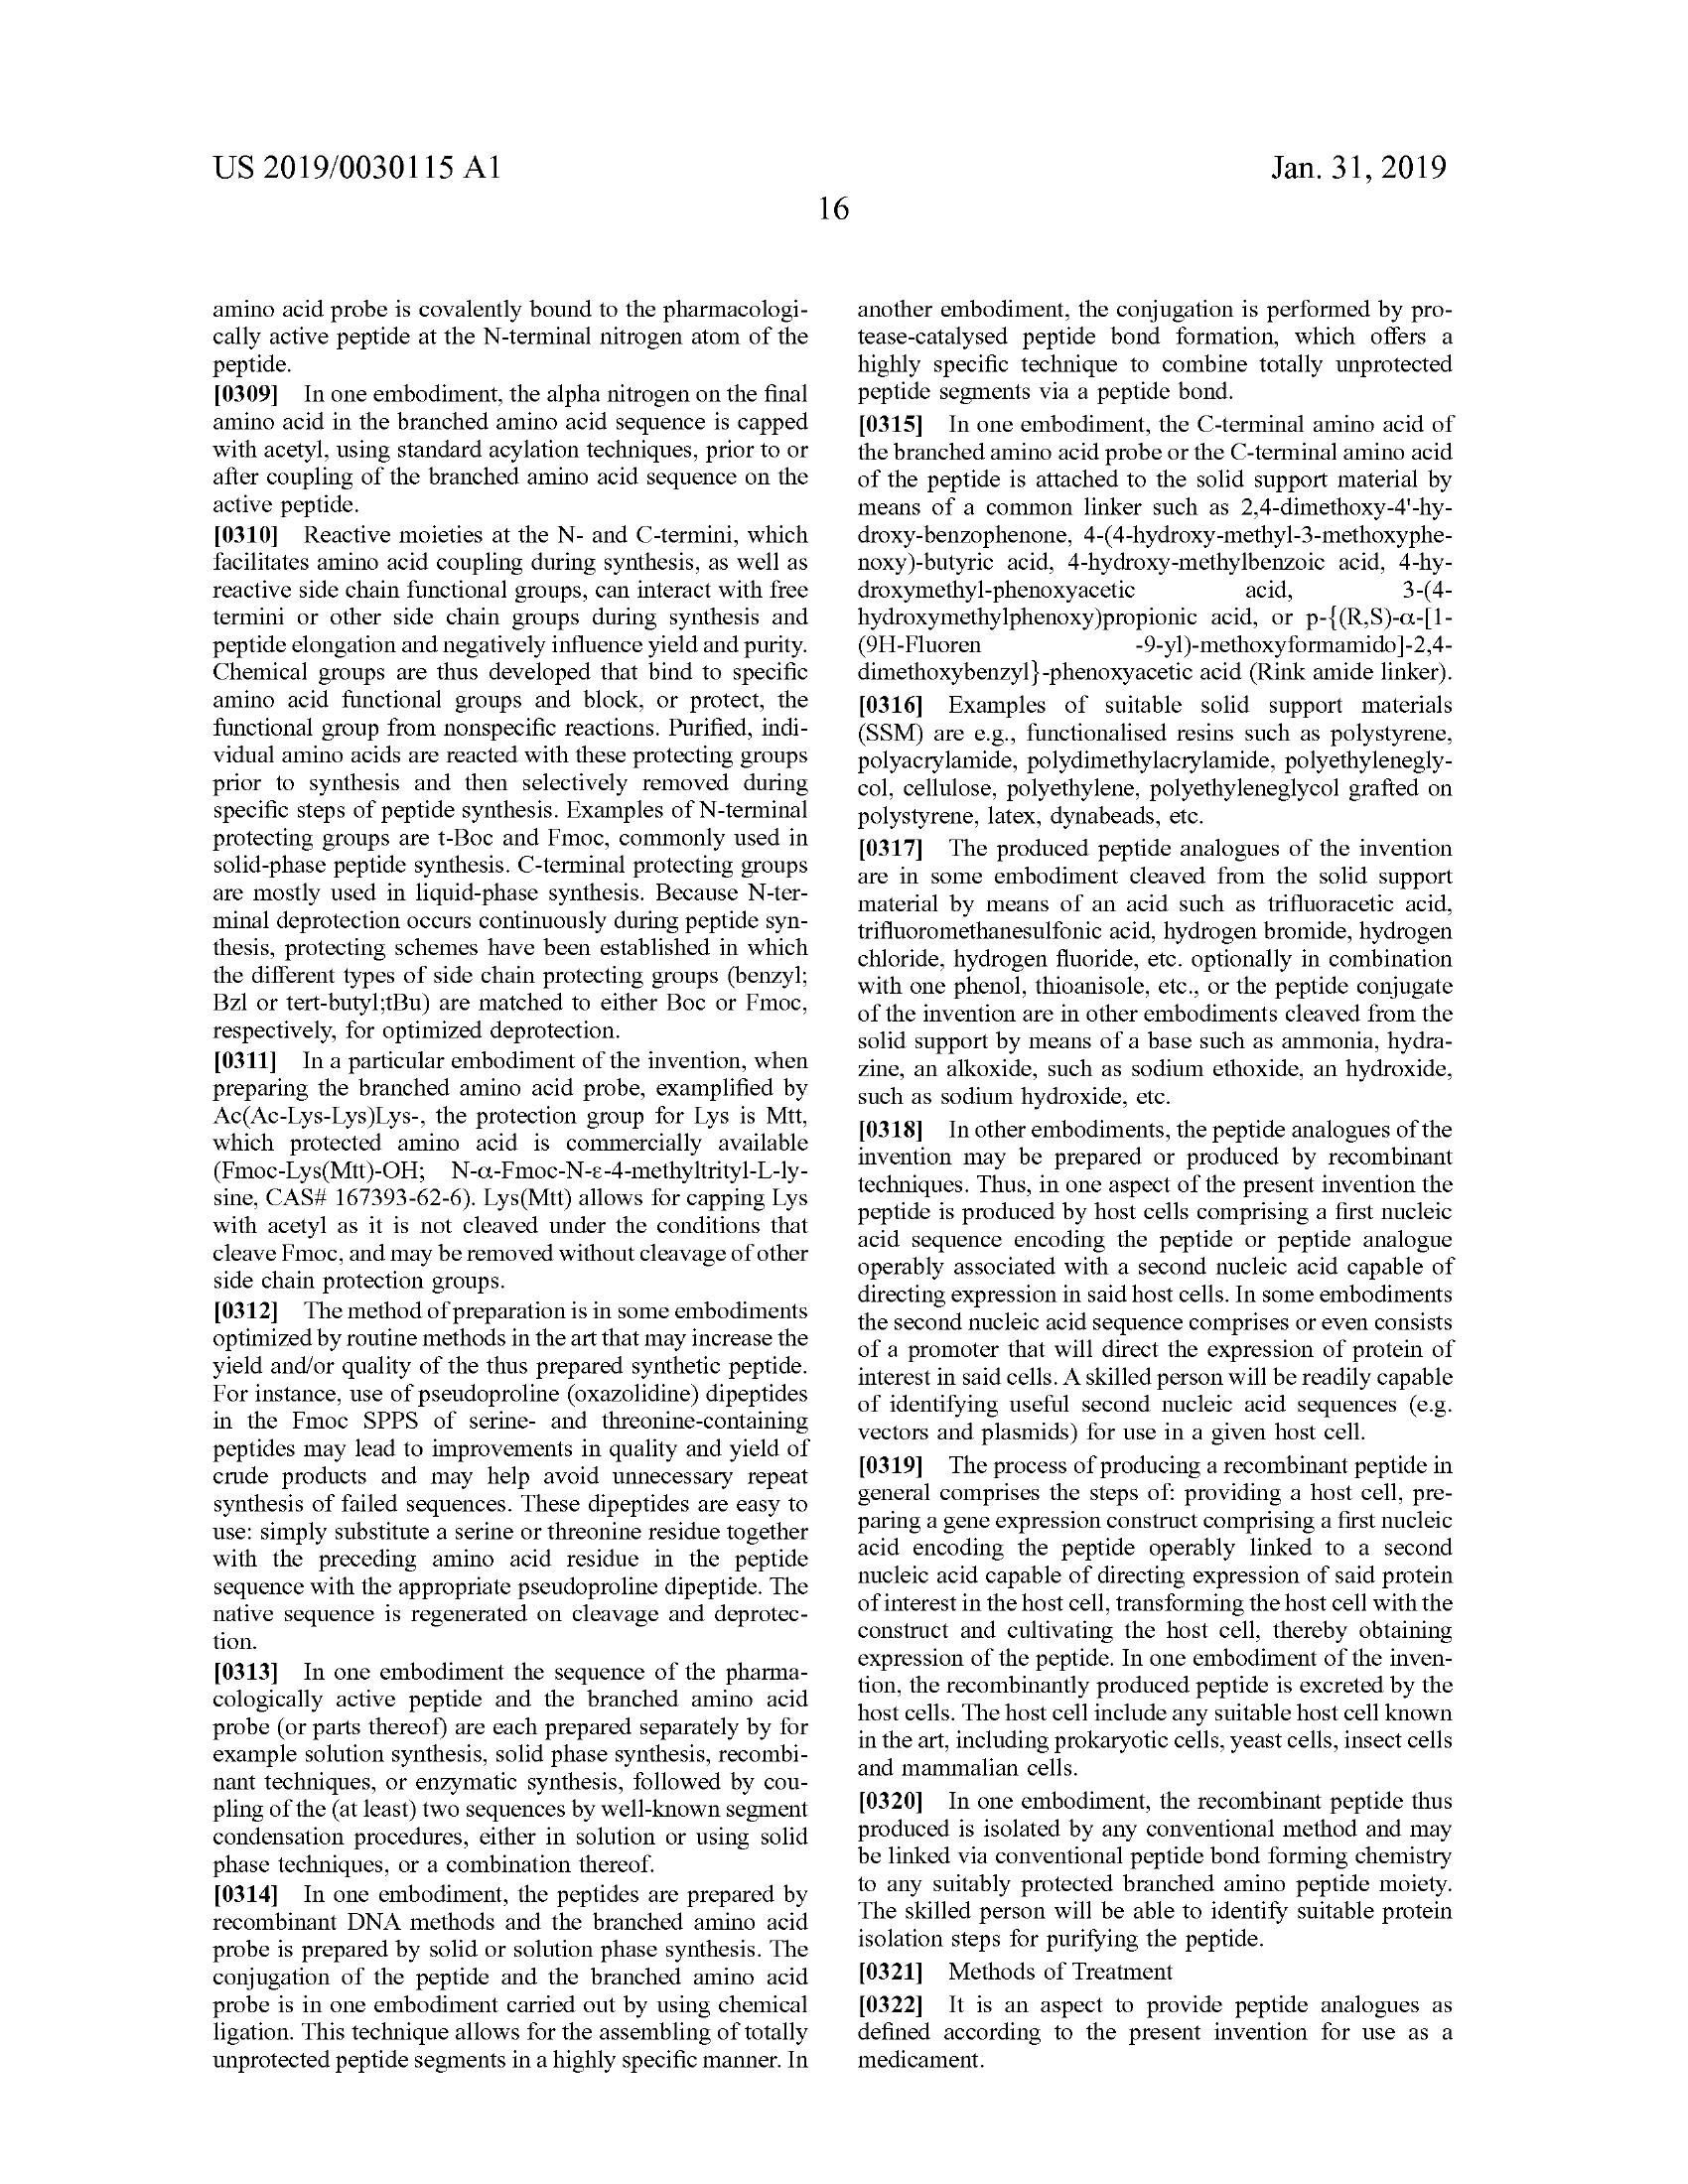 US 2019/0030115 A1
Jan. 31, 2019
16
amino acid probe is covalently bound to the pharmacologi-
cally active peptide at the N-terminal nitrogen atom of the
peptide.
[0309] In one embodiment, the alpha nitrogen on the final
amino acid in the branched amino acid sequence is capped
with acetyl, using standard acylation techniques, prior to or
after coupling of the branched amino acid sequence on the
active peptide.
[0310] Reactive moieties at the N- and C-termini, which
facilitates amino acid coupling during synthesis, as well as
reactive side chain functional groups, can interact with free
termini or other side chain groups during synthesis and
peptide elongation and negatively influence yield and purity.
Chemical groups are thus developed that bind to specific
amino acid functional groups and block, or protect, the
functional group from nonspecific reactions. Purified, indi-
vidual amino acids are reacted with these protecting groups
prior to synthesis and then selectively removed during
specific steps of peptide synthesis. Examples of N-terminal
protecting groups are t-Boc and Fmoc, commonly used in
solid-phase peptide synthesis. C-terminal protecting groups
are mostly used in liquid-phase synthesis. Because N-ter-
minal deprotection occurs continuously during peptide syn-
thesis, protecting schemes have been established in which
the different types of side chain protecting groups (benzyl;
Bzl or tert-butyl;tBu) are matched to either Boc or Fmoc,
respectively, for optimized deprotection.
[0311] In a particular embodiment of the invention, when
preparing the branched amino acid probe, examplified by
Ac(Ac-Lys-Lys)Lys-, the protection group for Lys is Mtt,
which protected amino acid is commercially available
(Fmoc-Lys(Mtt)-OH; N-α-Fmoc-N-ε-4-methyltrityl-L-ly-
sine, CAS# 167393-62-6). Lys(Mtt) allows for capping Lys
with acetyl as it is not cleaved under the conditions that
cleave Fmoc, and may be removed without cleavage of other
side chain protection groups.
[0312] The method of preparation is in some embodiments
optimized by routine methods in the art that may increase the
yield and/or quality of the thus prepared synthetic peptide.
For instance, use of pseudoproline (oxazolidine) dipeptides
in the Fmoc SPPS of serine- and threonine-containing
peptides may lead to improvements in quality and yield of
crude products and may help avoid unnecessary repeat
synthesis of failed sequences. These dipeptides are easy to
use: simply substitute a serine or threonine residue together
with the preceding amino acid residue in the peptide
sequence with the appropriate pseudoproline dipeptide. The
native sequence is regenerated on cleavage and deprotec-
tion.
[0313] In one embodiment the sequence of the pharma-
cologically active peptide and the branched amino acid
probe (or parts thereof) are each prepared separately by for
example solution synthesis, solid phase synthesis, recombi-
nant techniques, or enzymatic synthesis, followed by cou-
pling of the (at least) two sequences by well-known segment
condensation procedures, either in solution or using solid
phase techniques, or a combination thereof.
[0314] In one embodiment, the peptides are prepared by
recombinant DNA methods and the branched amino acid
probe is prepared by solid or solution phase synthesis. The
conjugation of the peptide and the branched amino acid
probe is in one embodiment carried out by using chemical
ligation. This technique allows for the assembling of totally
unprotected peptide segments in a highly specific manner. In
another embodiment, the conjugation is performed by pro-
tease-catalysed peptide bond formation, which offers a
highly specific technique to combine totally unprotected
peptide segments via a peptide bond.
[0315] In one embodiment, the C-terminal amino acid of
the branched amino acid probe or the C-terminal amino acid
of the peptide is attached to the solid support material by
means of a common linker such as 2,4-dimethoxy-4'-hy-
droxy-benzophenone, 4-(4-hydroxy-methyl-3-methoxyphe-
noxy)-butyric acid, 4-hydroxy-methylbenzoic acid, 4-hy-
droxymethyl-phenoxyacetic acid, 3-(4-
hydroxymethylphenoxy)propionic acid, or p-{(R,S)-α-[1-
(9H-Fluoren -9-yl)-methoxyformamido]-2,4-
dimethoxybenzyl}-phenoxyacetic acid (Rink amide linker).
[0316] Examples of suitable solid support materials
(SSM) are e.g., functionalised resins such as polystyrene,
polyacrylamide, polydimethylacrylamide, polyethylenegly-
col, cellulose, polyethylene, polyethyleneglycol grafted on
polystyrene, latex, dynabeads, etc.
[0317] The produced peptide analogues of the invention
are in some embodiment cleaved from the solid support
material by means of an acid such as trifluoracetic acid,
trifluoromethanesulfonic acid, hydrogen bromide, hydrogen
chloride, hydrogen fluoride, etc. optionally in combination
with one phenol, thioanisole, etc., or the peptide conjugate
of the invention are in other embodiments cleaved from the
solid support by means of a base such as ammonia, hydra-
zine, an alkoxide, such as sodium ethoxide, an hydroxide,
such as sodium hydroxide, etc.
[0318] In other embodiments, the peptide analogues of the
invention may be prepared or produced by recombinant
techniques. Thus, in one aspect of the present invention the
peptide is produced by host cells comprising a first nucleic
acid sequence encoding the peptide or peptide analogue
operably associated with a second nucleic acid capable of
directing expression in said host cells. In some embodiments
the second nucleic acid sequence comprises or even consists
of a promoter that will direct the expression of protein of
interest in said cells. A skilled person will be readily capable
of identifying useful second nucleic acid sequences (e.g.
vectors and plasmids) for use in a given host cell.
[0319] The process of producing a recombinant peptide in
general comprises the steps of: providing a host cell, pre-
paring a gene expression construct comprising a first nucleic
acid encoding the peptide operably linked to a second
nucleic acid capable of directing expression of said protein
of interest in the host cell, transforming the host cell with the
construct and cultivating the host cell, thereby obtaining
expression of the peptide. In one embodiment of the inven-
tion, the recombinantly produced peptide is excreted by the
host cells. The host cell include any suitable host cell known
in the art, including prokaryotic cells, yeast cells, insect cells
and mammalian cells.
[0320] In one embodiment, the recombinant peptide thus
produced is isolated by any conventional method and may
be linked via conventional peptide bond forming chemistry
to any suitably protected branched amino peptide moiety.
The skilled person will be able to identify suitable protein
isolation steps for purifying the peptide.
[0321] Methods of Treatment
[0322] It is an aspect to provide peptide analogues as
defined according to the present invention for use as a
medicament.